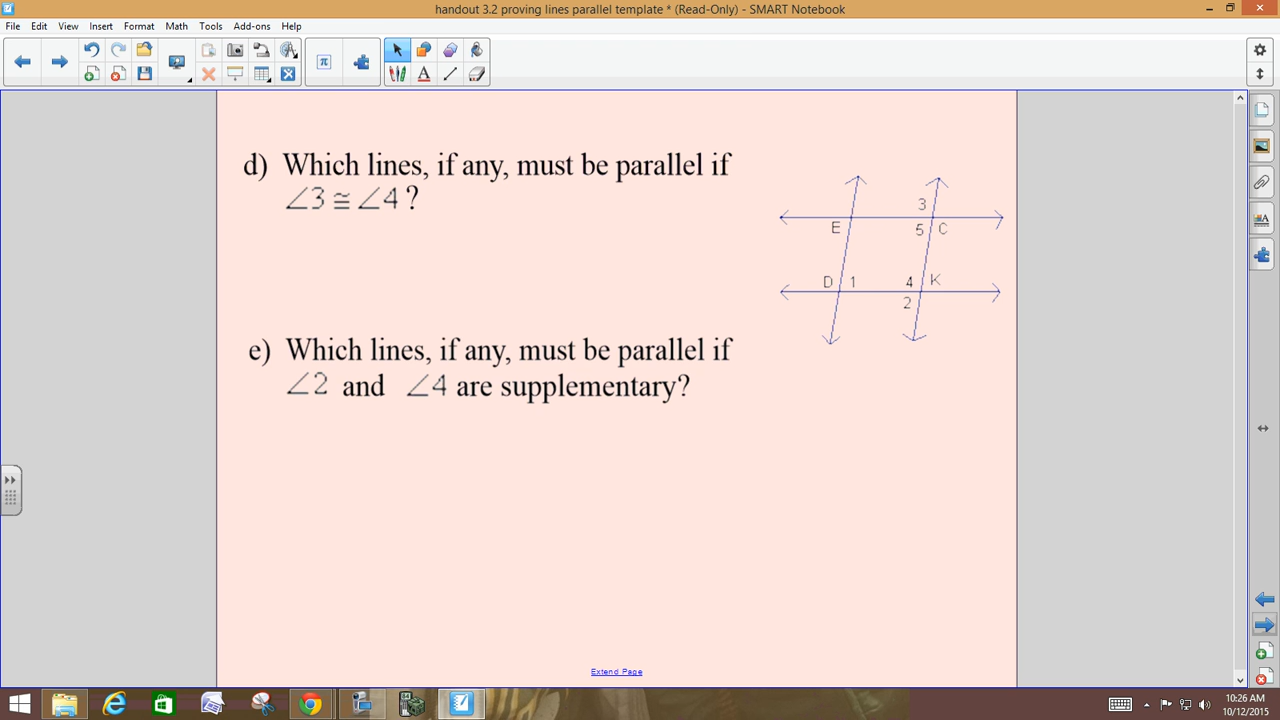 handout 3.2 proving lines parallel template * (Read-Only) - SMART Notebook
File Edit View Insert Format Math Tools Add-ons Help
d) Which lines, if any, must be parallel if
∠3 ≅ ∠4 ?
3
E 5 C
D 1 4 K
2
e) Which lines, if any, must be parallel if
∠2 and ∠4 are supplementary?
Extend Page
10:26 AM
10/12/2015